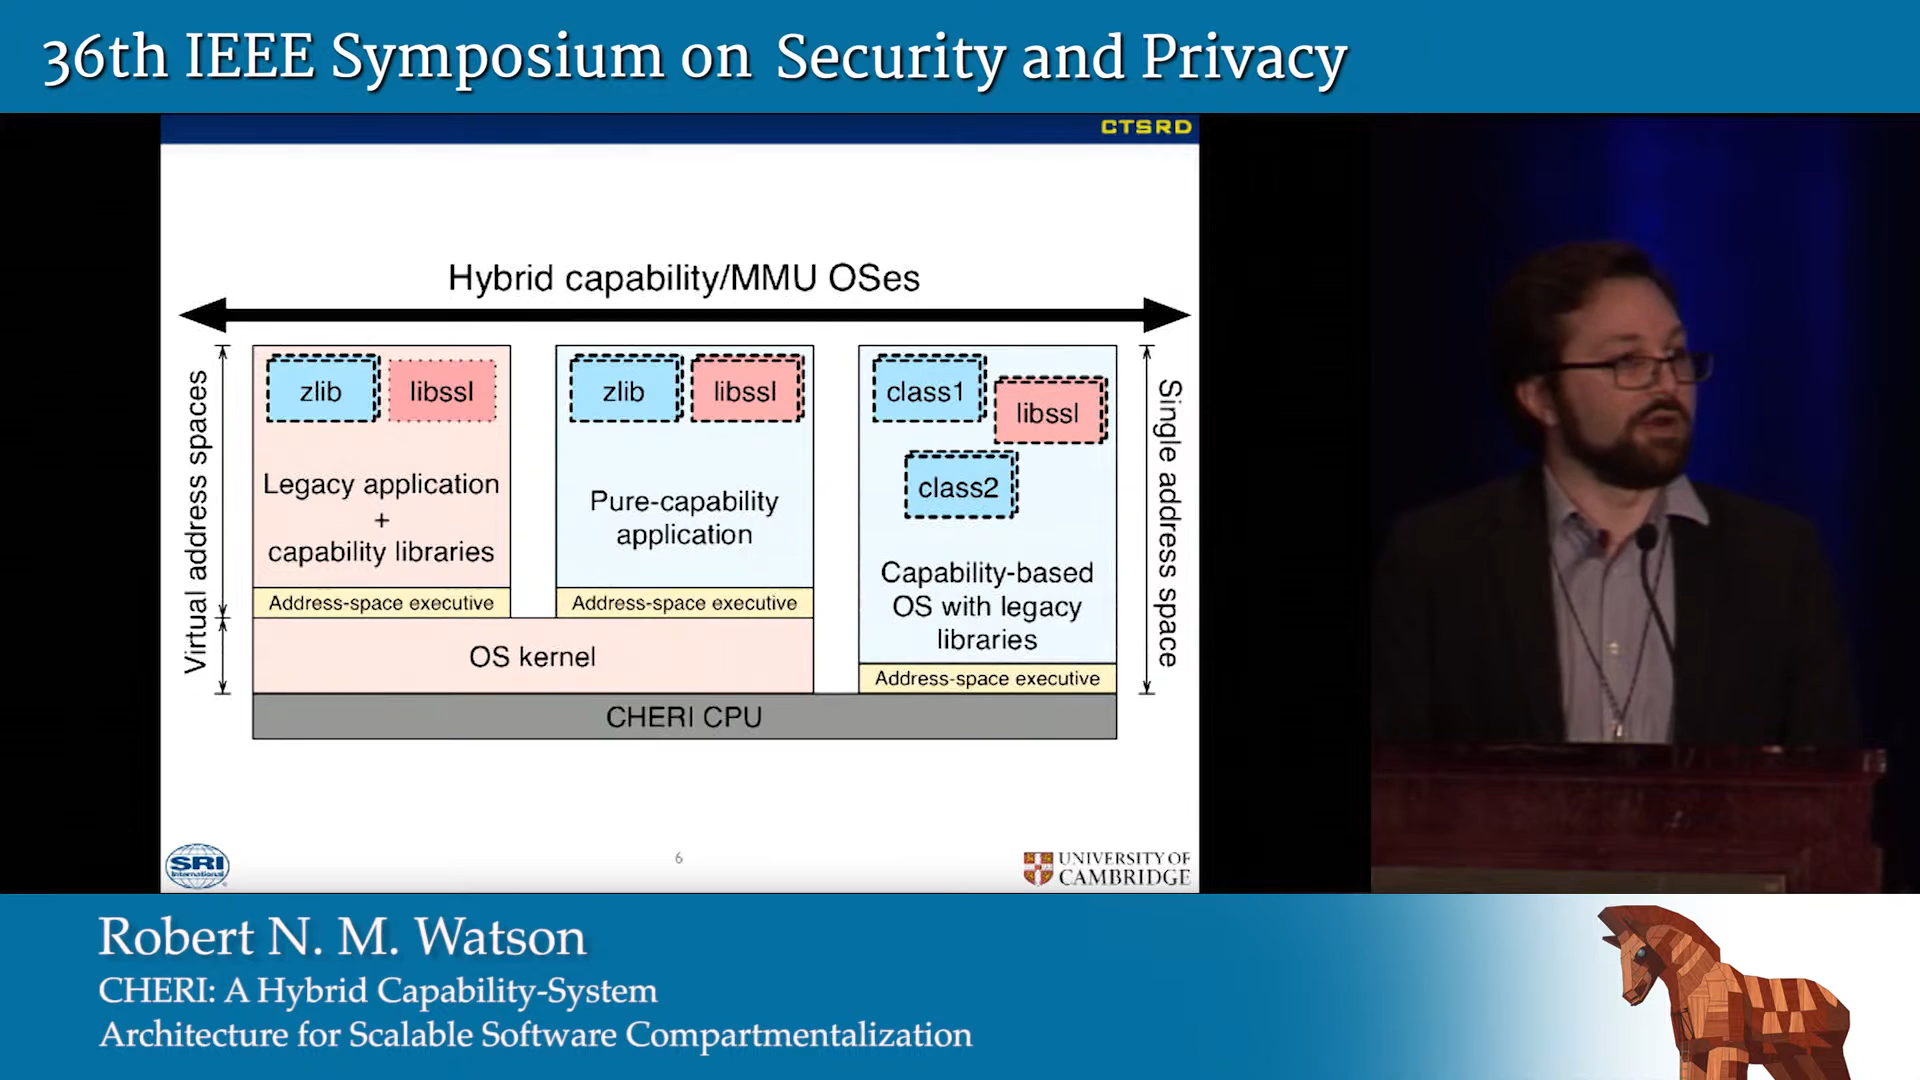 36th IEEE Symposium on Security and Privacy
CTSRD
Hybrid capability/MMU OSes
Virtual address spaces
zlib
libssl
Legacy application
+
capability libraries
Address-space executive
zlib
libssl
Pure-capability
application
Address-space executive
OS kernel
class1
libssl
class2
Capability-based
OS with legacy
libraries
Address-space executive
Single address space
CHERI CPU
SRI
International
6
UNIVERSITY OF
CAMBRIDGE
Robert N. M. Watson
CHERI: A Hybrid Capability-System
Architecture for Scalable Software Compartmentalization